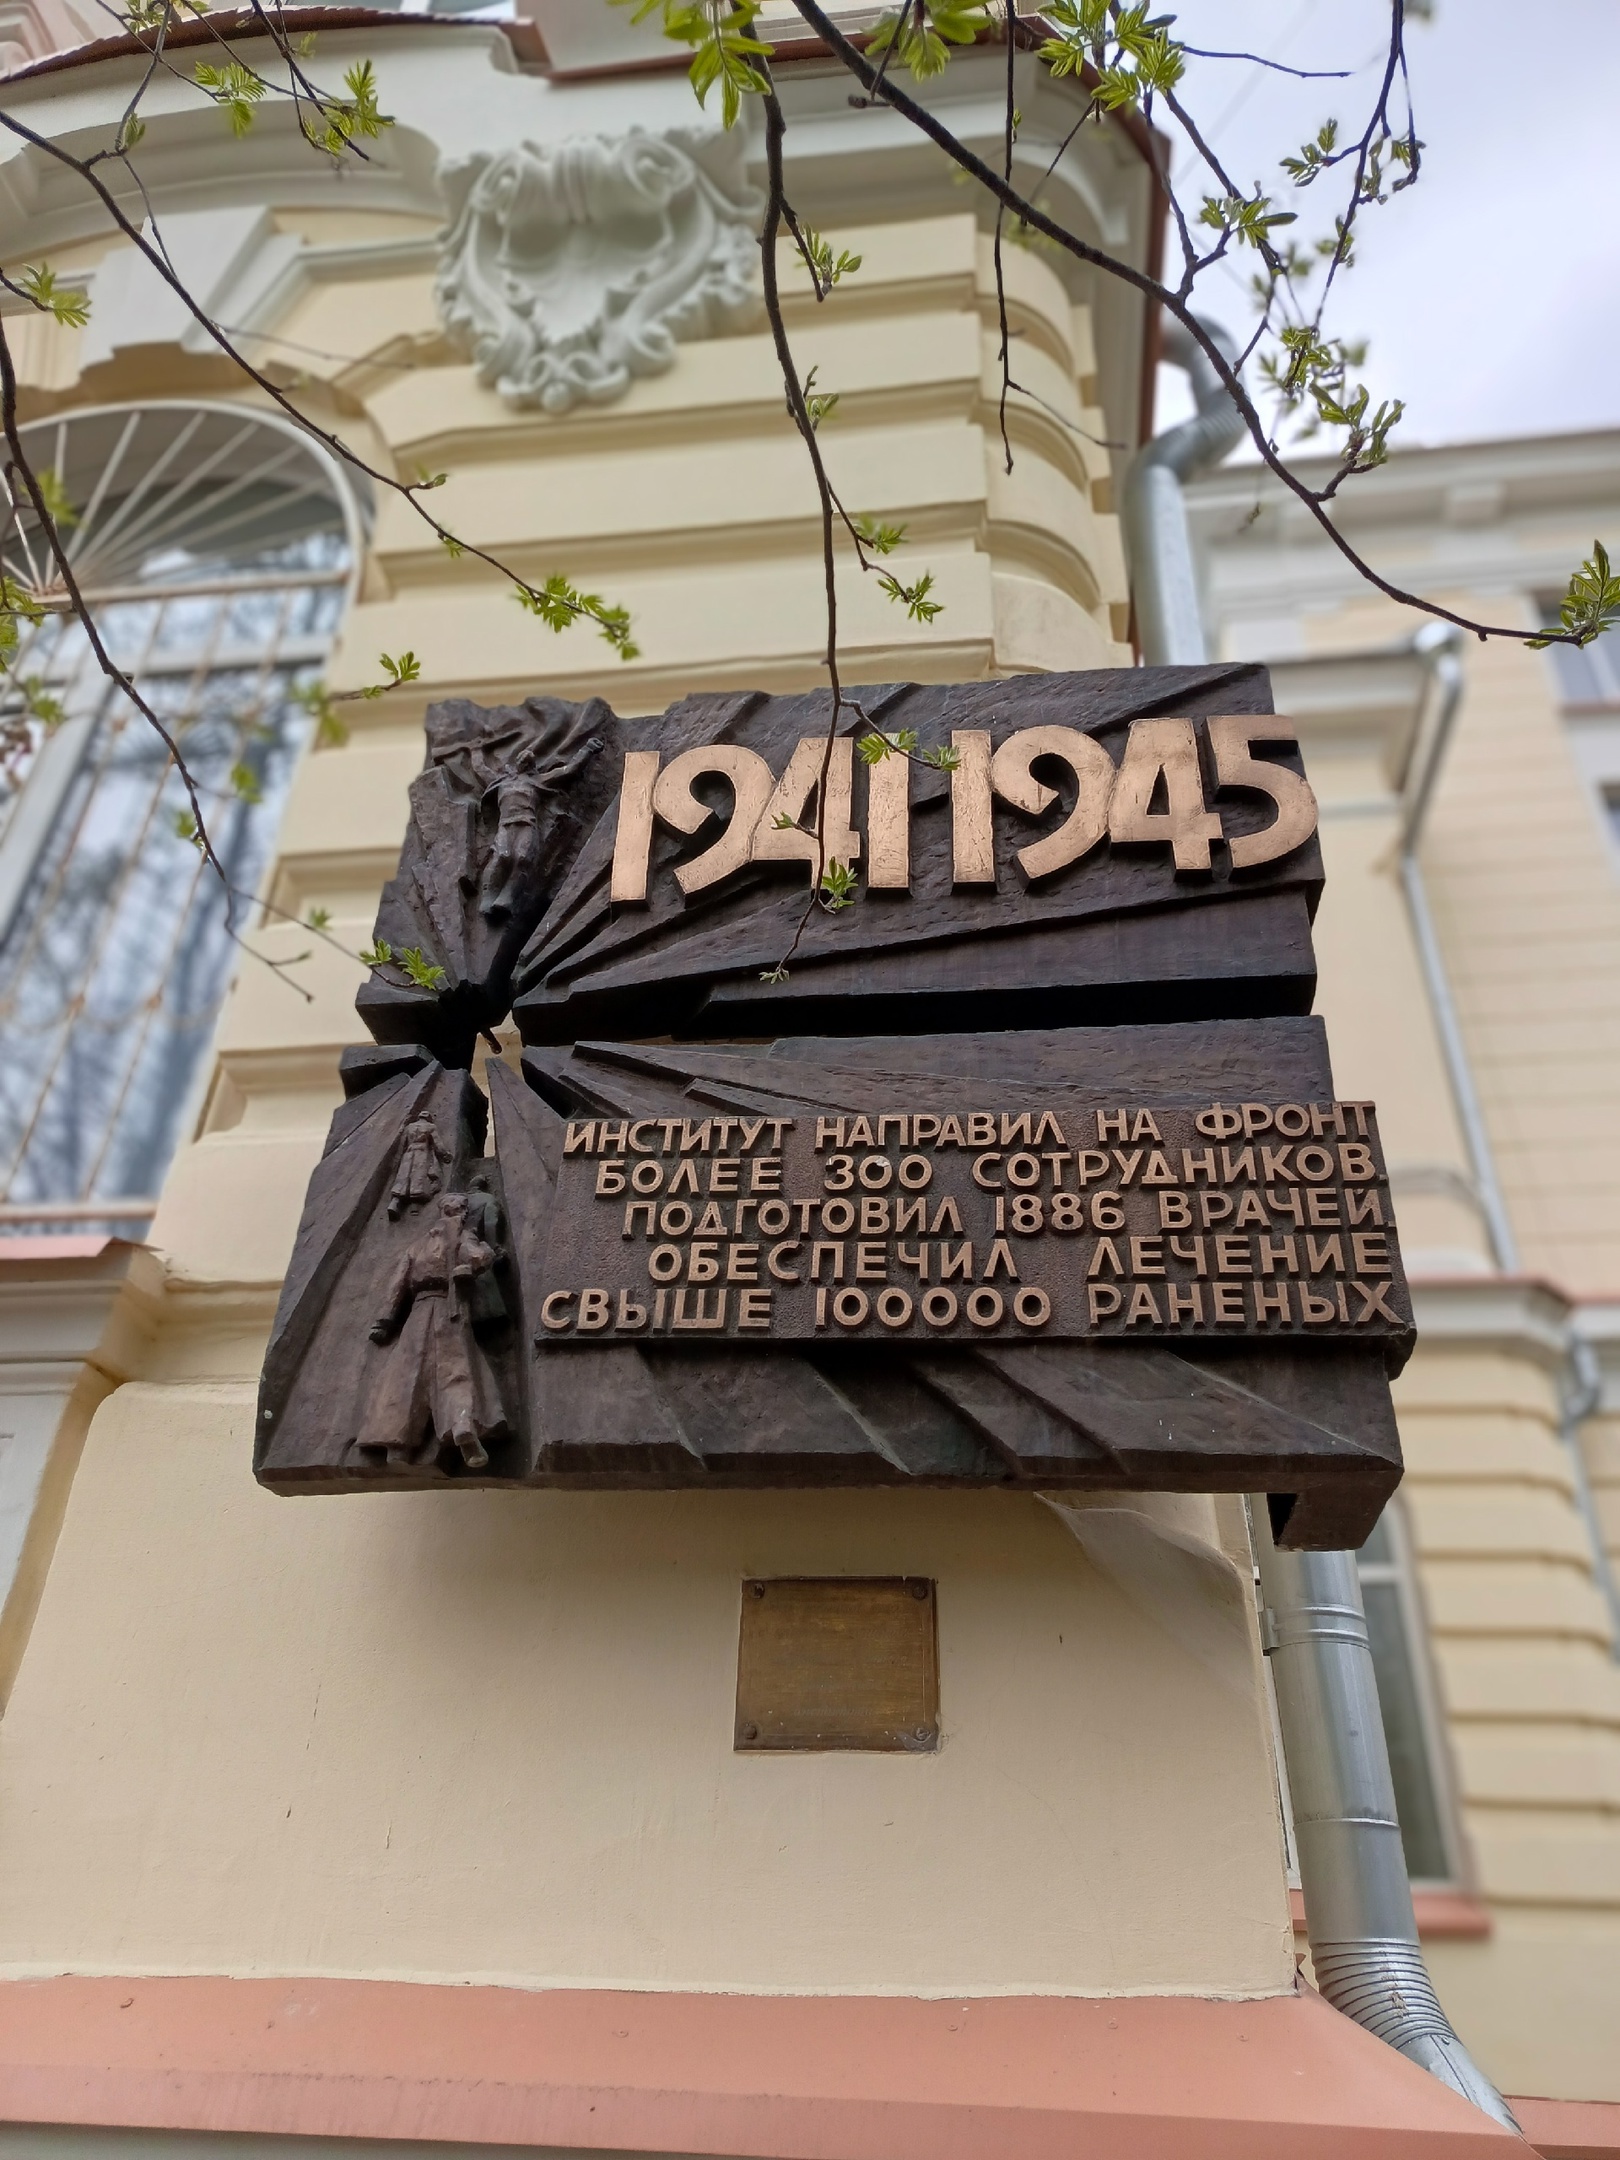 1941-1945
ИНСТИТУТ НАПРАВИЛ НА ФРОНТ
БОЛЕЕ 300 СОТРУДНИКОВ.
ПОДГОТОВИЛ 1886 ВРАЧЕЙ.
ОБЕСПЕЧИЛ ЛЕЧЕНИЕ
СВЫШЕ 100000 РАНЕНЫХ